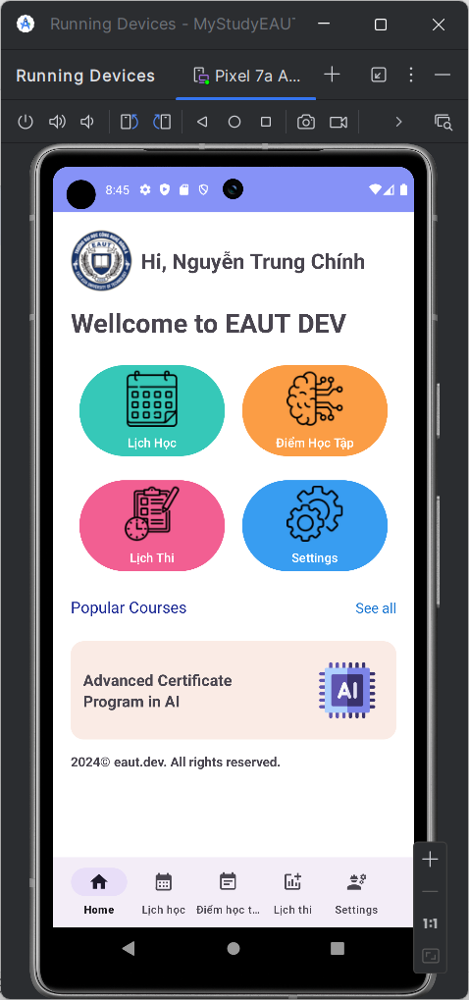 Running Devices - MyStudyEAUT
Running Devices
Pixel 7a A...
8:45
EAUT
Hi, Nguyễn Trung Chính
Wellcome to EAUT DEV
Lịch Học
Điểm Học Tập
Lịch Thi
Settings
Popular Courses
See all
Advanced Certificate
Program in AI
AI
2024© eaut.dev. All rights reserved.
Home
Lịch học
Điểm học t...
Lịch thi
Settings
1:1